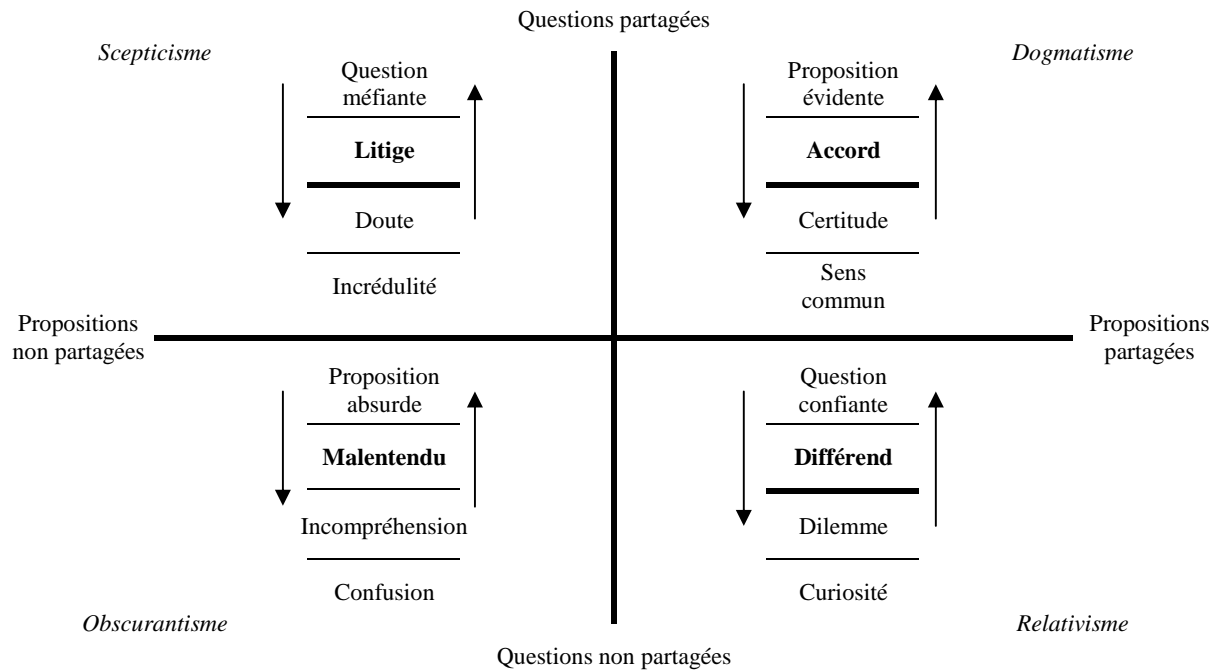 Questions partagées
Scepticisme
Dogmatisme
Question
méfiante
Litige
Doute
Incrédulité
Proposition
évidente
Accord
Certitude
Sens
commun
Propositions
non partagées
Propositions
partagées
Proposition
absurde
Malentendu
Incompréhension
Confusion
Question
confiante
Différend
Dilemme
Curiosité
Obscurantisme
Relativisme
Questions non partagées